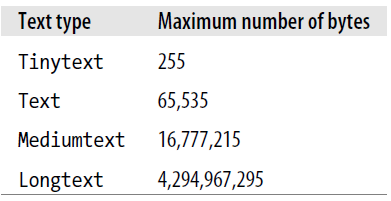 Text type Maximum number of bytes
Tinytext 255
Text 65,535
Mediumtext 16,777,215
Longtext 4,294,967,295